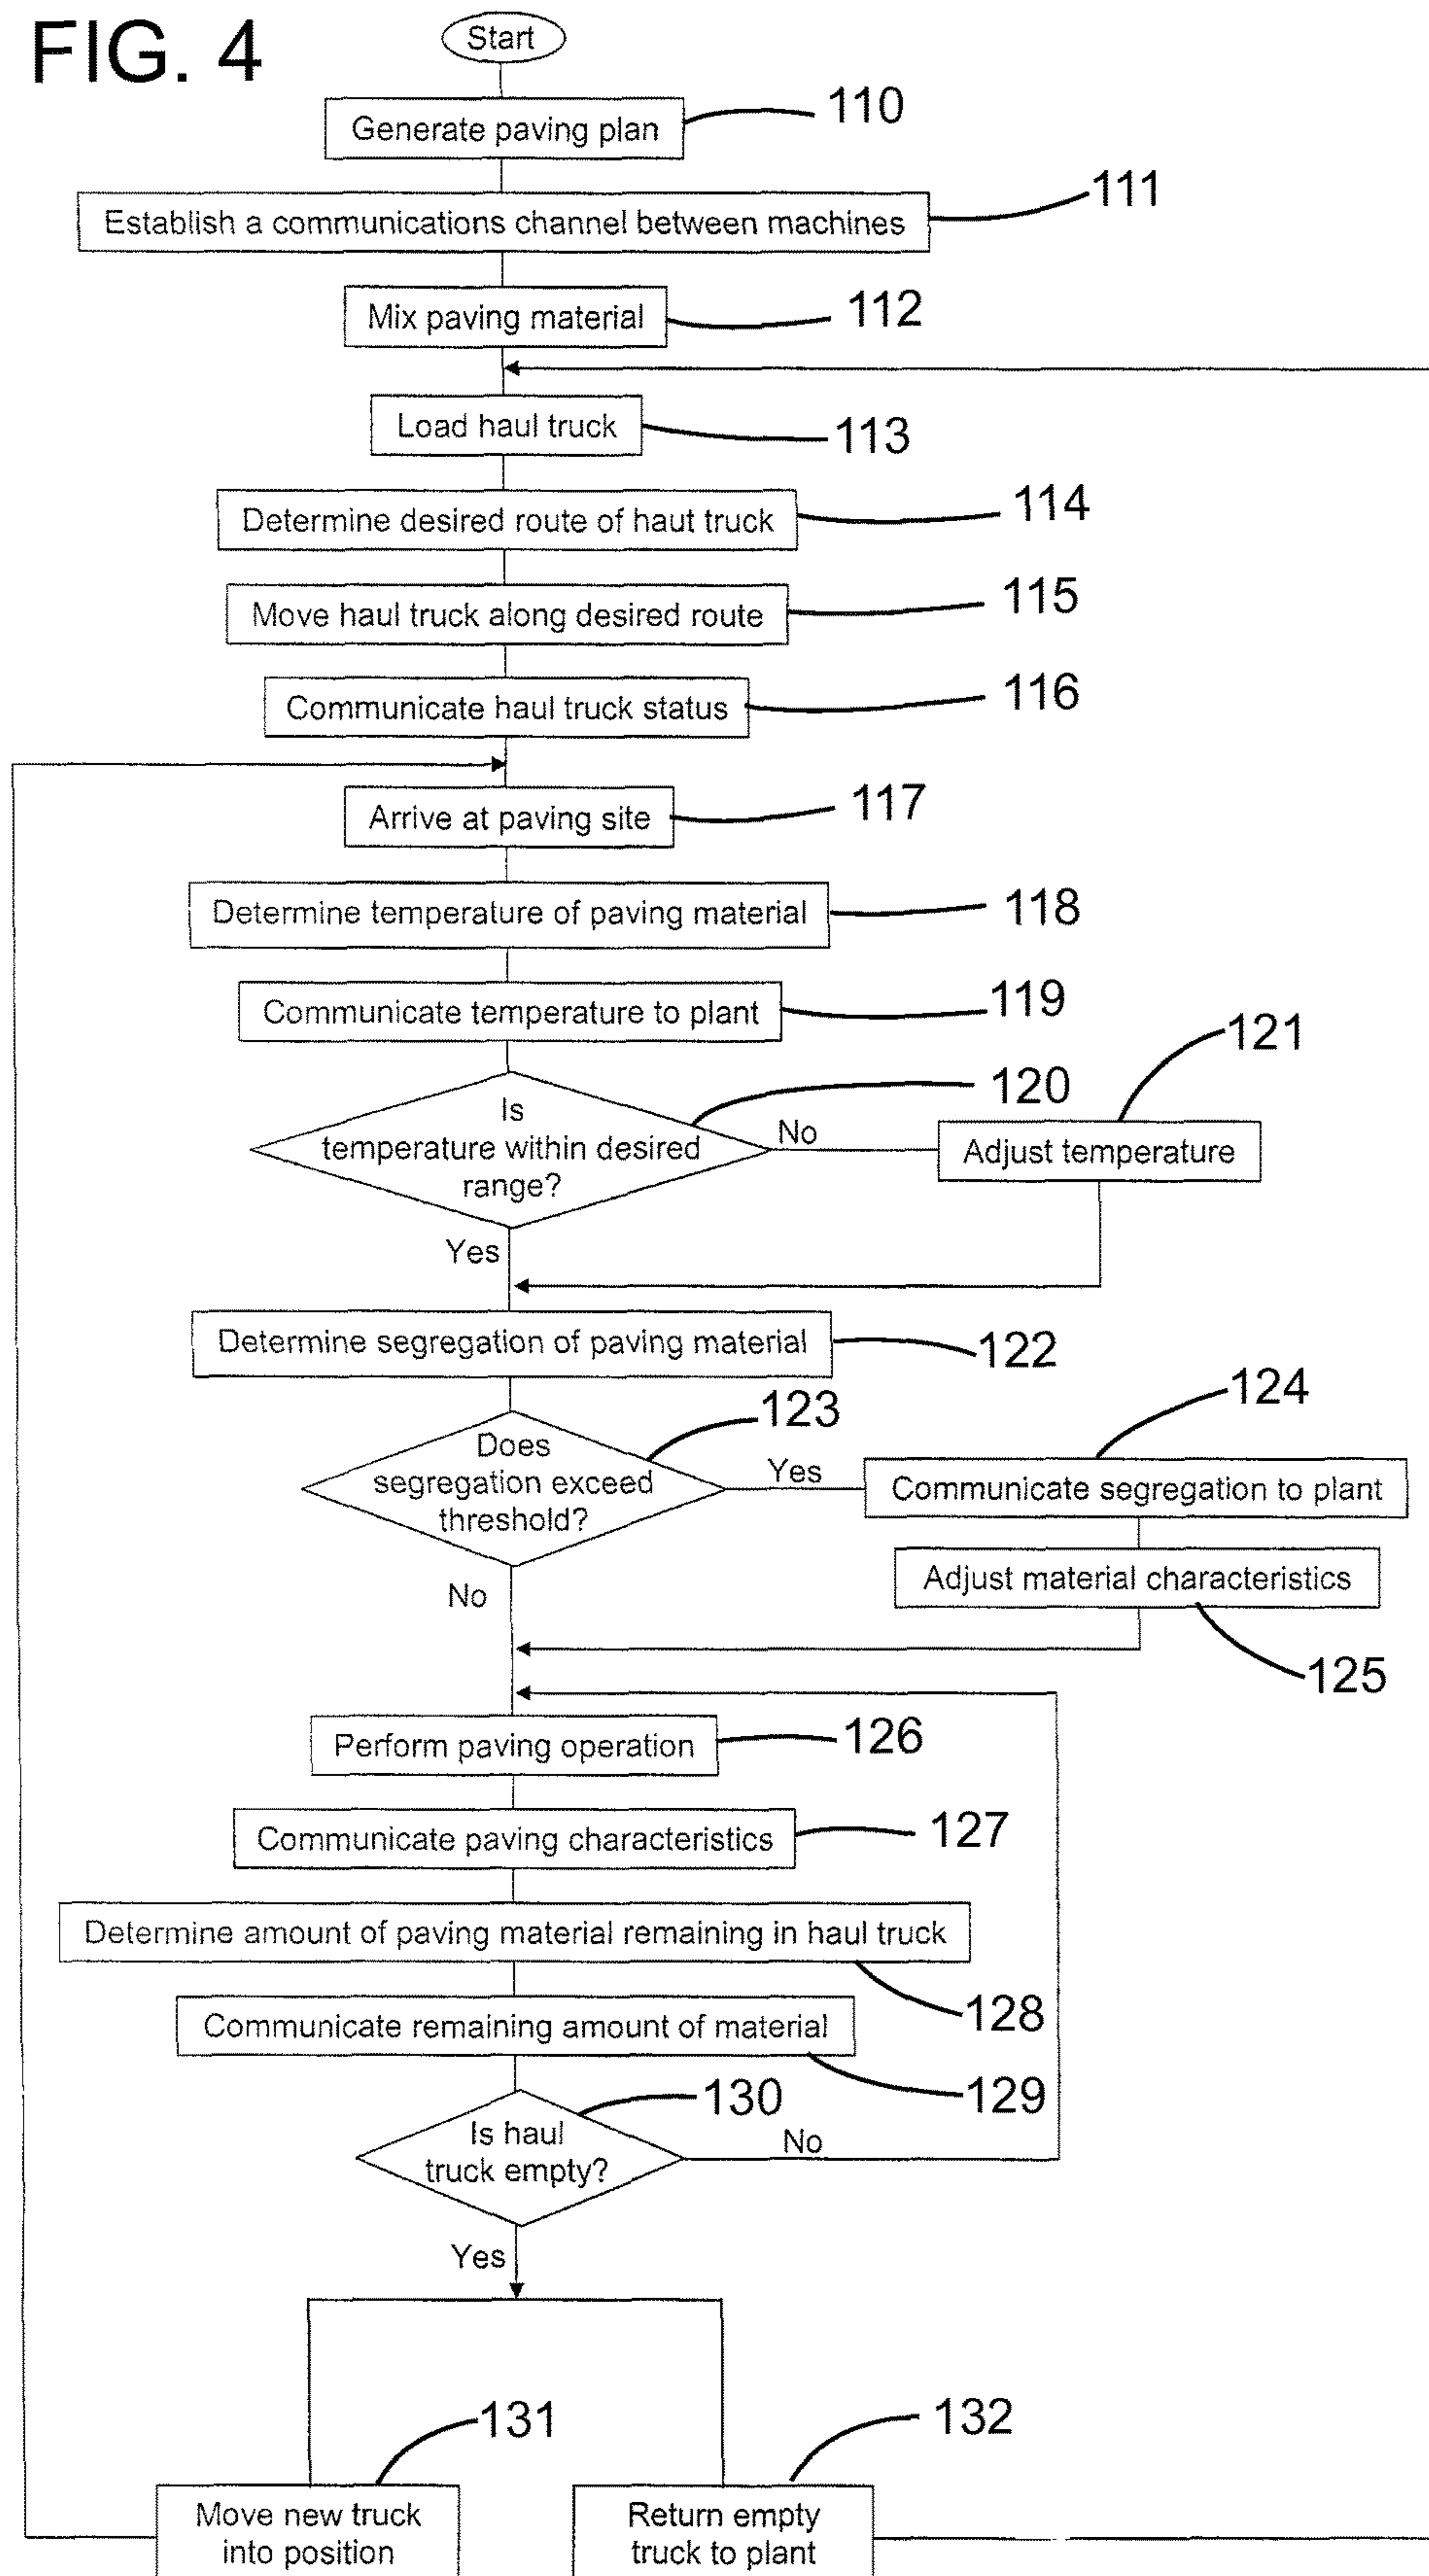 FIG. 4
Start
Generate paving plan
110
Establish a communications channel between machines
111
Mix paving material
112
Load haul truck
113
Determine desired route of haut truck
114
Move haul truck along desired route
115
Communicate haul truck status
116
Arrive at paving site
117
Determine temperature of paving material
118
Communicate temperature to plant
119
Is
temperature within desired
range?
120
No
Adjust temperature
121
Yes
Determine segregation of paving material
122
Does
segregation exceed
threshold?
123
Yes
Communicate segregation to plant
124
Adjust material characteristics
125
No
Perform paving operation
126
Communicate paving characteristics
127
Determine amount of paving material remaining in haul truck
128
Communicate remaining amount of material
129
Is haul
truck empty?
130
No
Yes
131
Move new truck
into position
132
Return empty
truck to plant